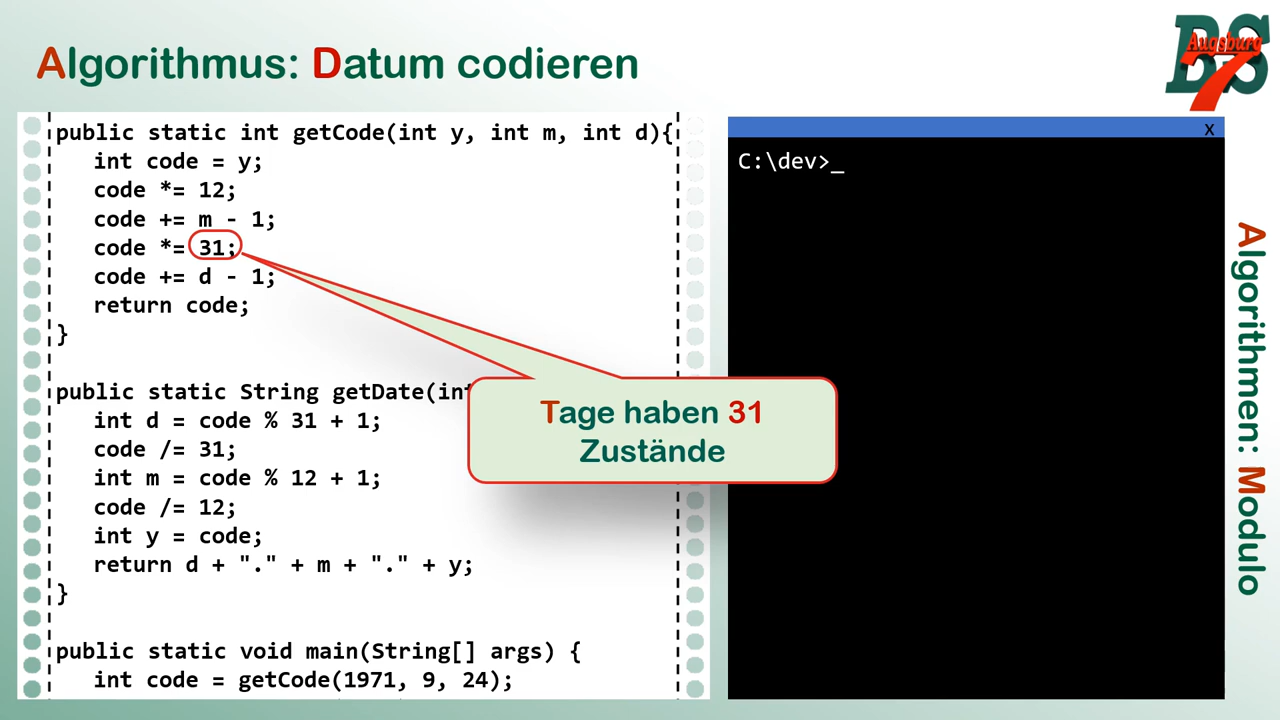 Algorithmus: Datum codieren
BS
Augsburg
7
public static int getCode(int y, int m, int d){
int code = y;
code *= 12;
code += m - 1;
code *= 31;
code += d - 1;
return code;
}
public static String getDate(int
int d = code % 31 + 1;
code /= 31;
int m = code % 12 + 1;
code /= 12;
int y = code;
return d + "." + m + "." + y;
}
public static void main(String[] args) {
int code = getCode(1971, 9, 24);
Tage haben 31
Zustände
x
C:\dev>_
Algorithmen: Modulo